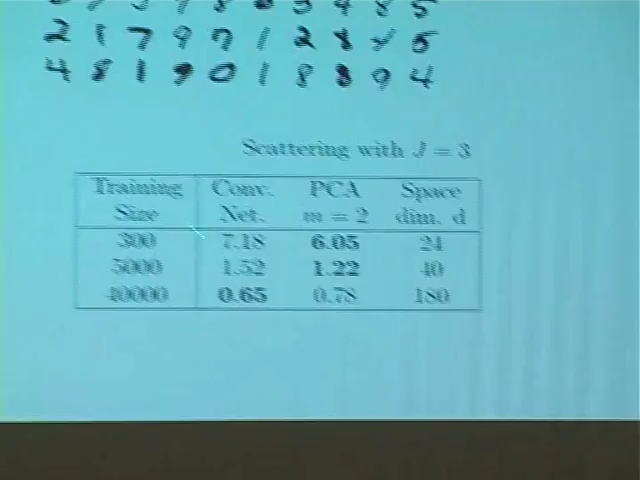 2 1 7 9 7 1 2 8 4 5
4 8 1 9 0 1 8 8 9 4
Scattering with J = 3
Training Size Conv. Net. PCA m = 2 Space dim. d
300 7.18 6.05 24
5000 1.52 1.22 40
40000 0.65 0.78 180